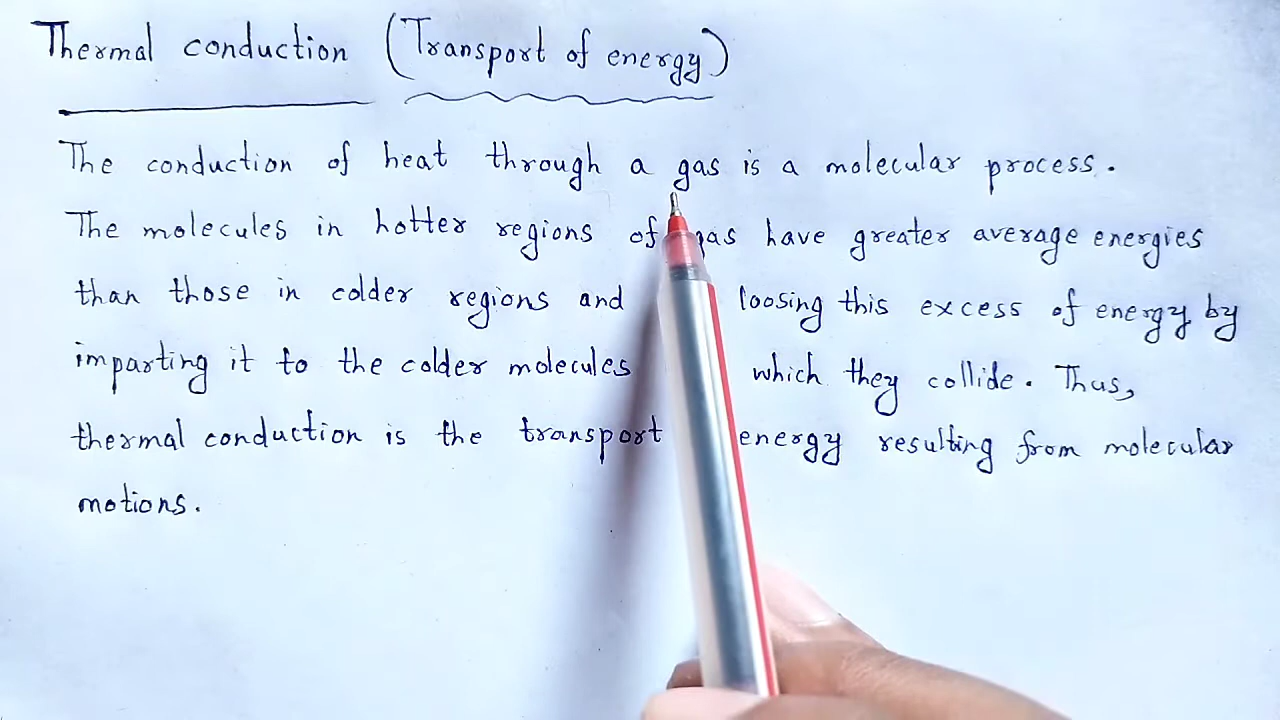 Thermal conduction (Transport of energy)
The conduction of heat through a gas is a molecular process.
The molecules in hotter regions of gas have greater average energies
than those in colder regions and loosing this excess of energy by
imparting it to the colder molecules which they collide. Thus,
thermal conduction is the transport energy resulting from molecular
motions.